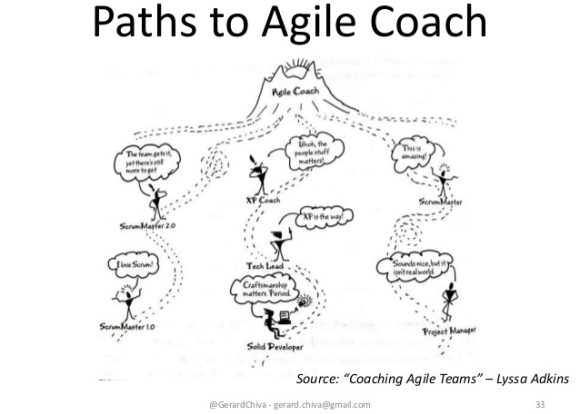 Paths to Agile Coach
Agile Coach
The team gets it,
yet there's still
more to get
Whoh, the
people stuff
matters!
This is
amazing!
XP Coach
ScrumMaster
ScrumMaster 2.0
XP is the way!
I love Scrum!
Tech Lead
Sounds nice, but it
isn't real world
Craftsmanship
matters. Period.
ScrumMaster 1.0
Project Manager
Solid Developer
Source: “Coaching Agile Teams” – Lyssa Adkins
@GerardChiva - gerard.chiva@gmail.com
33